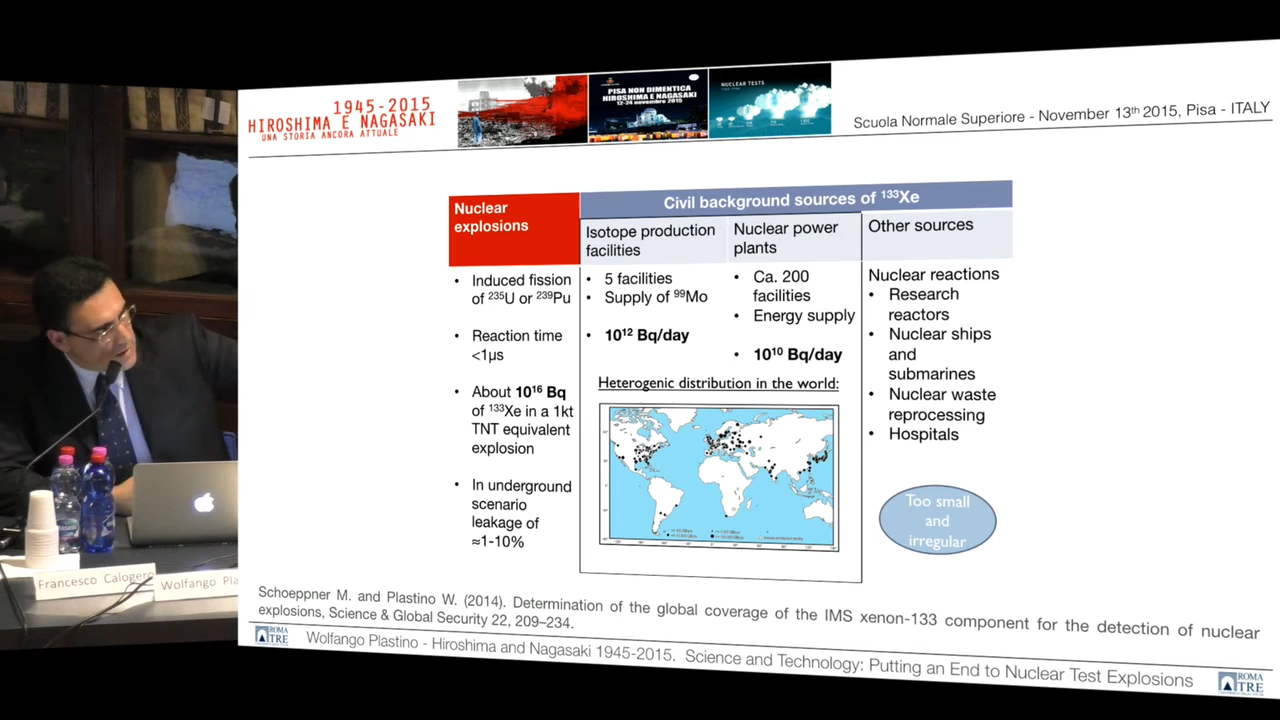 1945-2015
HIROSHIMA E NAGASAKI
UNA STORIA ANCORA ATTUALE
PISA NON DIMENTICA
HIROSHIMA E NAGASAKI
12-24 novembre 2015
NUCLEAR TESTS
Scuola Normale Superiore - November 13th 2015, Pisa - ITALY
Nuclear
explosions
Civil background sources of ¹³³Xe
Isotope production
facilities
Nuclear power
plants
Other sources
• Induced fission
of ²³⁵U or ²³⁹Pu
• Reaction time
<1µs
• About 10¹⁶ Bq
of ¹³³Xe in a 1kt
TNT equivalent
explosion
• In underground
scenario
leakage of
≈1-10%
• 5 facilities
• Supply of ⁹⁹Mo
• 10¹² Bq/day
• Ca. 200
facilities
• Energy supply
• 10¹⁰ Bq/day
Heterogenic distribution in the world:
Nuclear reactions
• Research
reactors
• Nuclear ships
and
submarines
• Nuclear waste
reprocessing
• Hospitals
Too small
and
irregular
Francesco Calogero
Wolfango Pla
Schoeppner M. and Plastino W. (2014). Determination of the global coverage of the IMS xenon-133 component for the detection of nuclear
explosions, Science & Global Security 22, 209–234.
ROMA
TRE
Wolfango Plastino - Hiroshima and Nagasaki 1945-2015. Science and Technology: Putting an End to Nuclear Test Explosions
ROMA
TRE